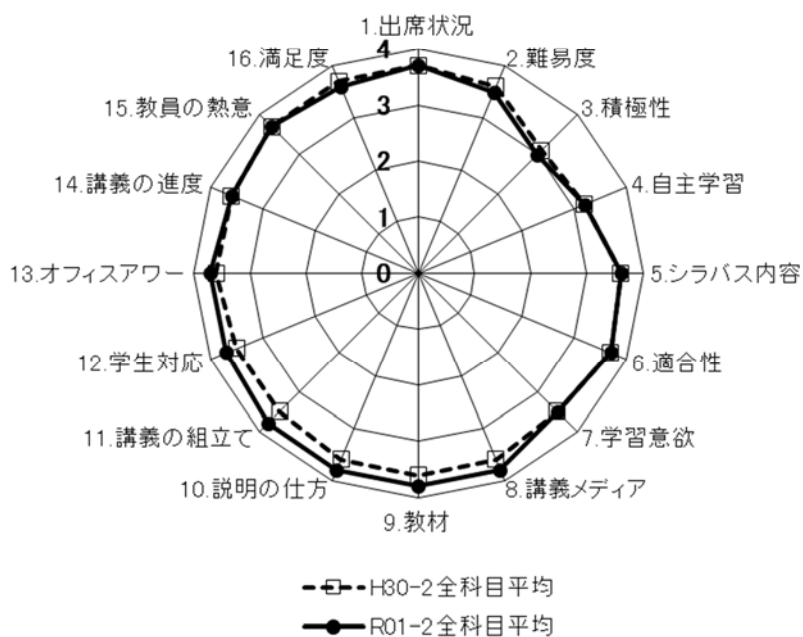 1.出席状況
2.難易度
3.積極性
4.自主学習
5.シラバス内容
6.適合性
7.学習意欲
8.講義メディア
9.教材
10.説明の仕方
11.講義の組立て
12.学生対応
13.オフィスアワー
14.講義の進度
15.教員の熱意
16.満足度
4
3
2
1
0
H30-2全科目平均
R01-2全科目平均